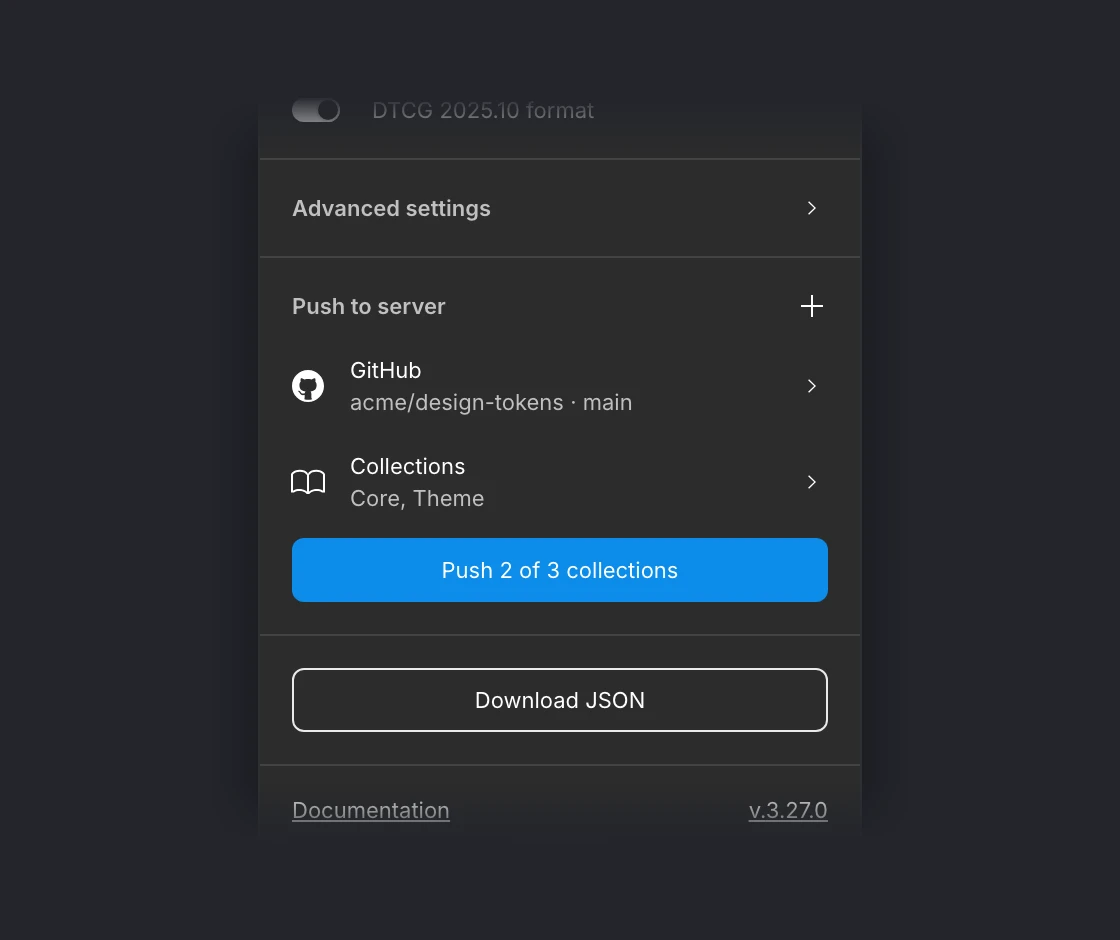 DTCG 2025.10 format
Advanced settings
Push to server
GitHub
acme/design-tokens · main
Collections
Core, Theme
Push 2 of 3 collections
Download JSON
Documentation
v.3.27.0